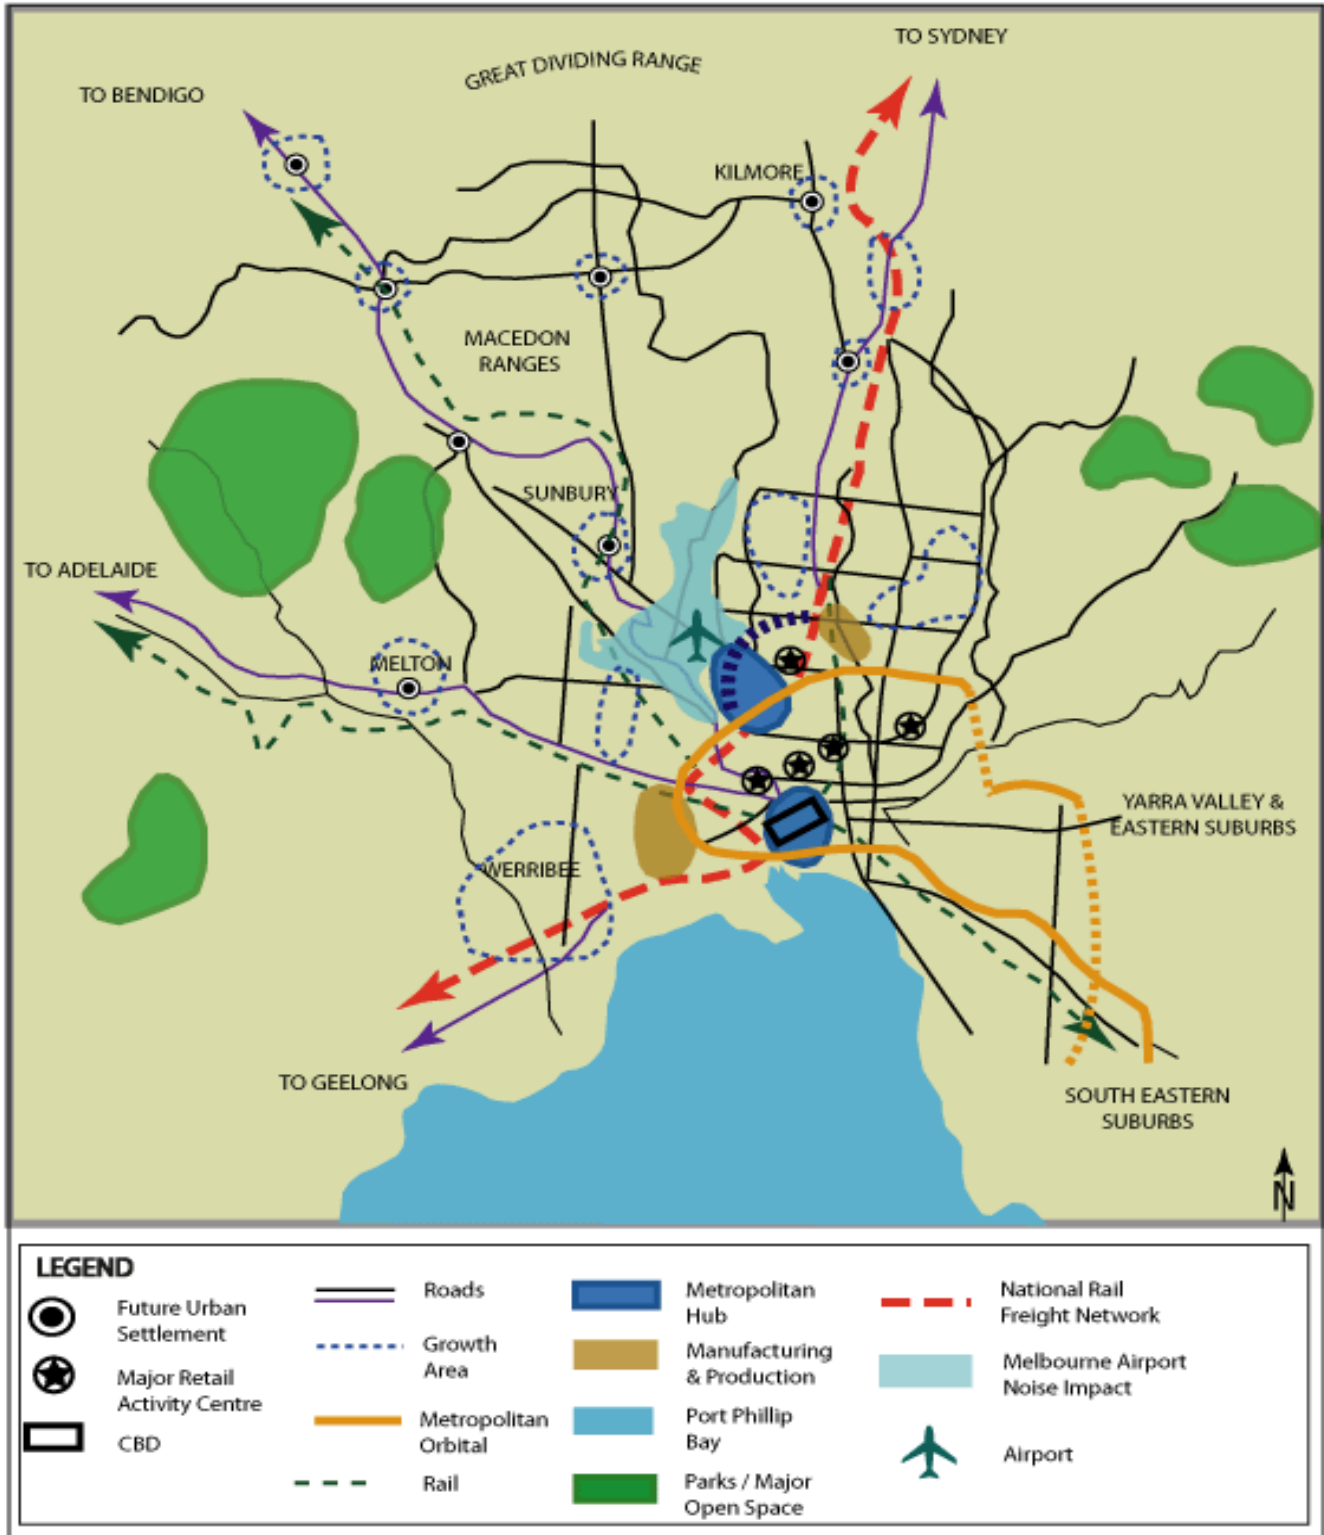 TO SYDNEY
GREAT DIVIDING RANGE
TO BENDIGO
KILMORE
MACEDON
RANGES
SUNBURY
TO ADELAIDE
MELTON
YARRA VALLEY &
EASTERN SUBURBS
WERRIBEE
TO GEELONG
SOUTH EASTERN
SUBURBS
N
LEGEND
Future Urban
Settlement
Major Retail
Activity Centre
CBD
Roads
Growth
Area
Metropolitan
Orbital
Rail
Metropolitan
Hub
Manufacturing
& Production
Port Phillip
Bay
Parks / Major
Open Space
National Rail
Freight Network
Melbourne Airport
Noise Impact
Airport